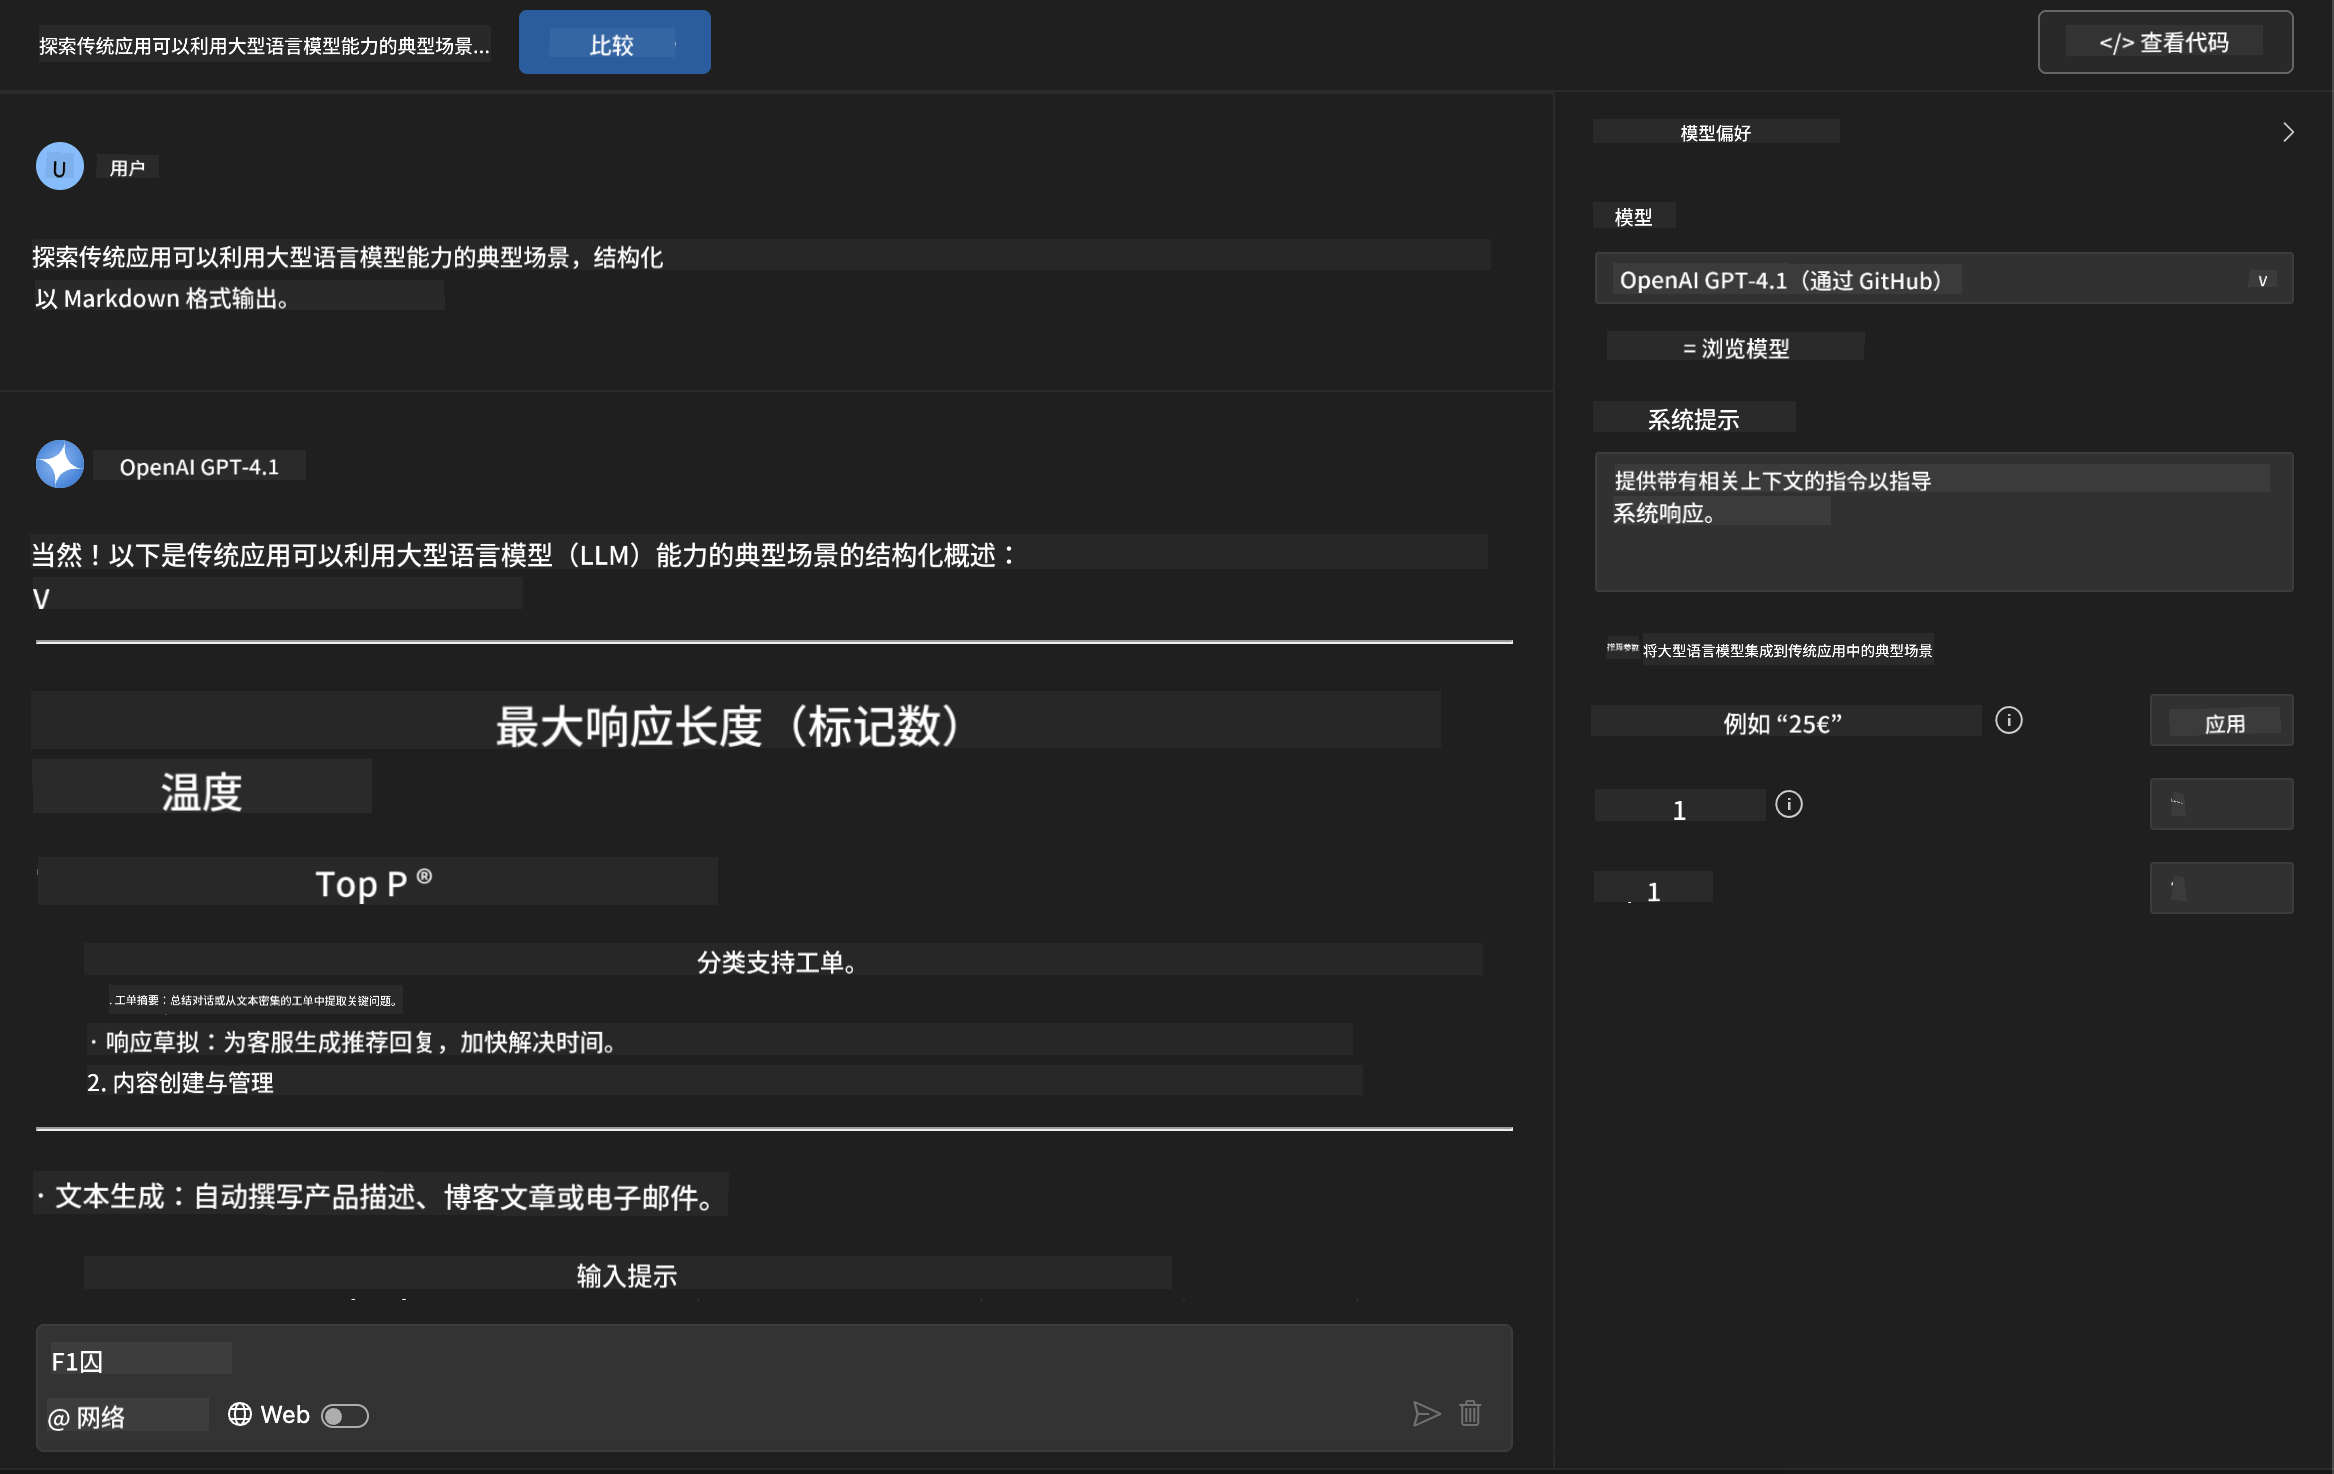 探索传统应用可以利用大型语言模型能力的典型场景...
比较
</> 查看代码
U
用户
探索传统应用可以利用大型语言模型能力的典型场景，结构化
以 Markdown 格式输出。
OpenAI GPT-4.1
当然！以下是传统应用可以利用大型语言模型（LLM）能力的典型场景的结构化概述：
V
最大响应长度（标记数）
温度
Top P ®
分类支持工单。
. 工单摘要：总结对话或从文本密集的工单中提取关键问题。
· 响应草拟：为客服生成推荐回复，加快解决时间。
2. 内容创建与管理
· 文本生成：自动撰写产品描述、博客文章或电子邮件。
输入提示
F1囚
@ 网络
Web
模型偏好
模型
OpenAI GPT-4.1（通过 GitHub）
v
= 浏览模型
系统提示
提供带有相关上下文的指令以指导
系统响应。
推理参数 将大型语言模型集成到传统应用中的典型场景
例如 “25€”
应用
1
1